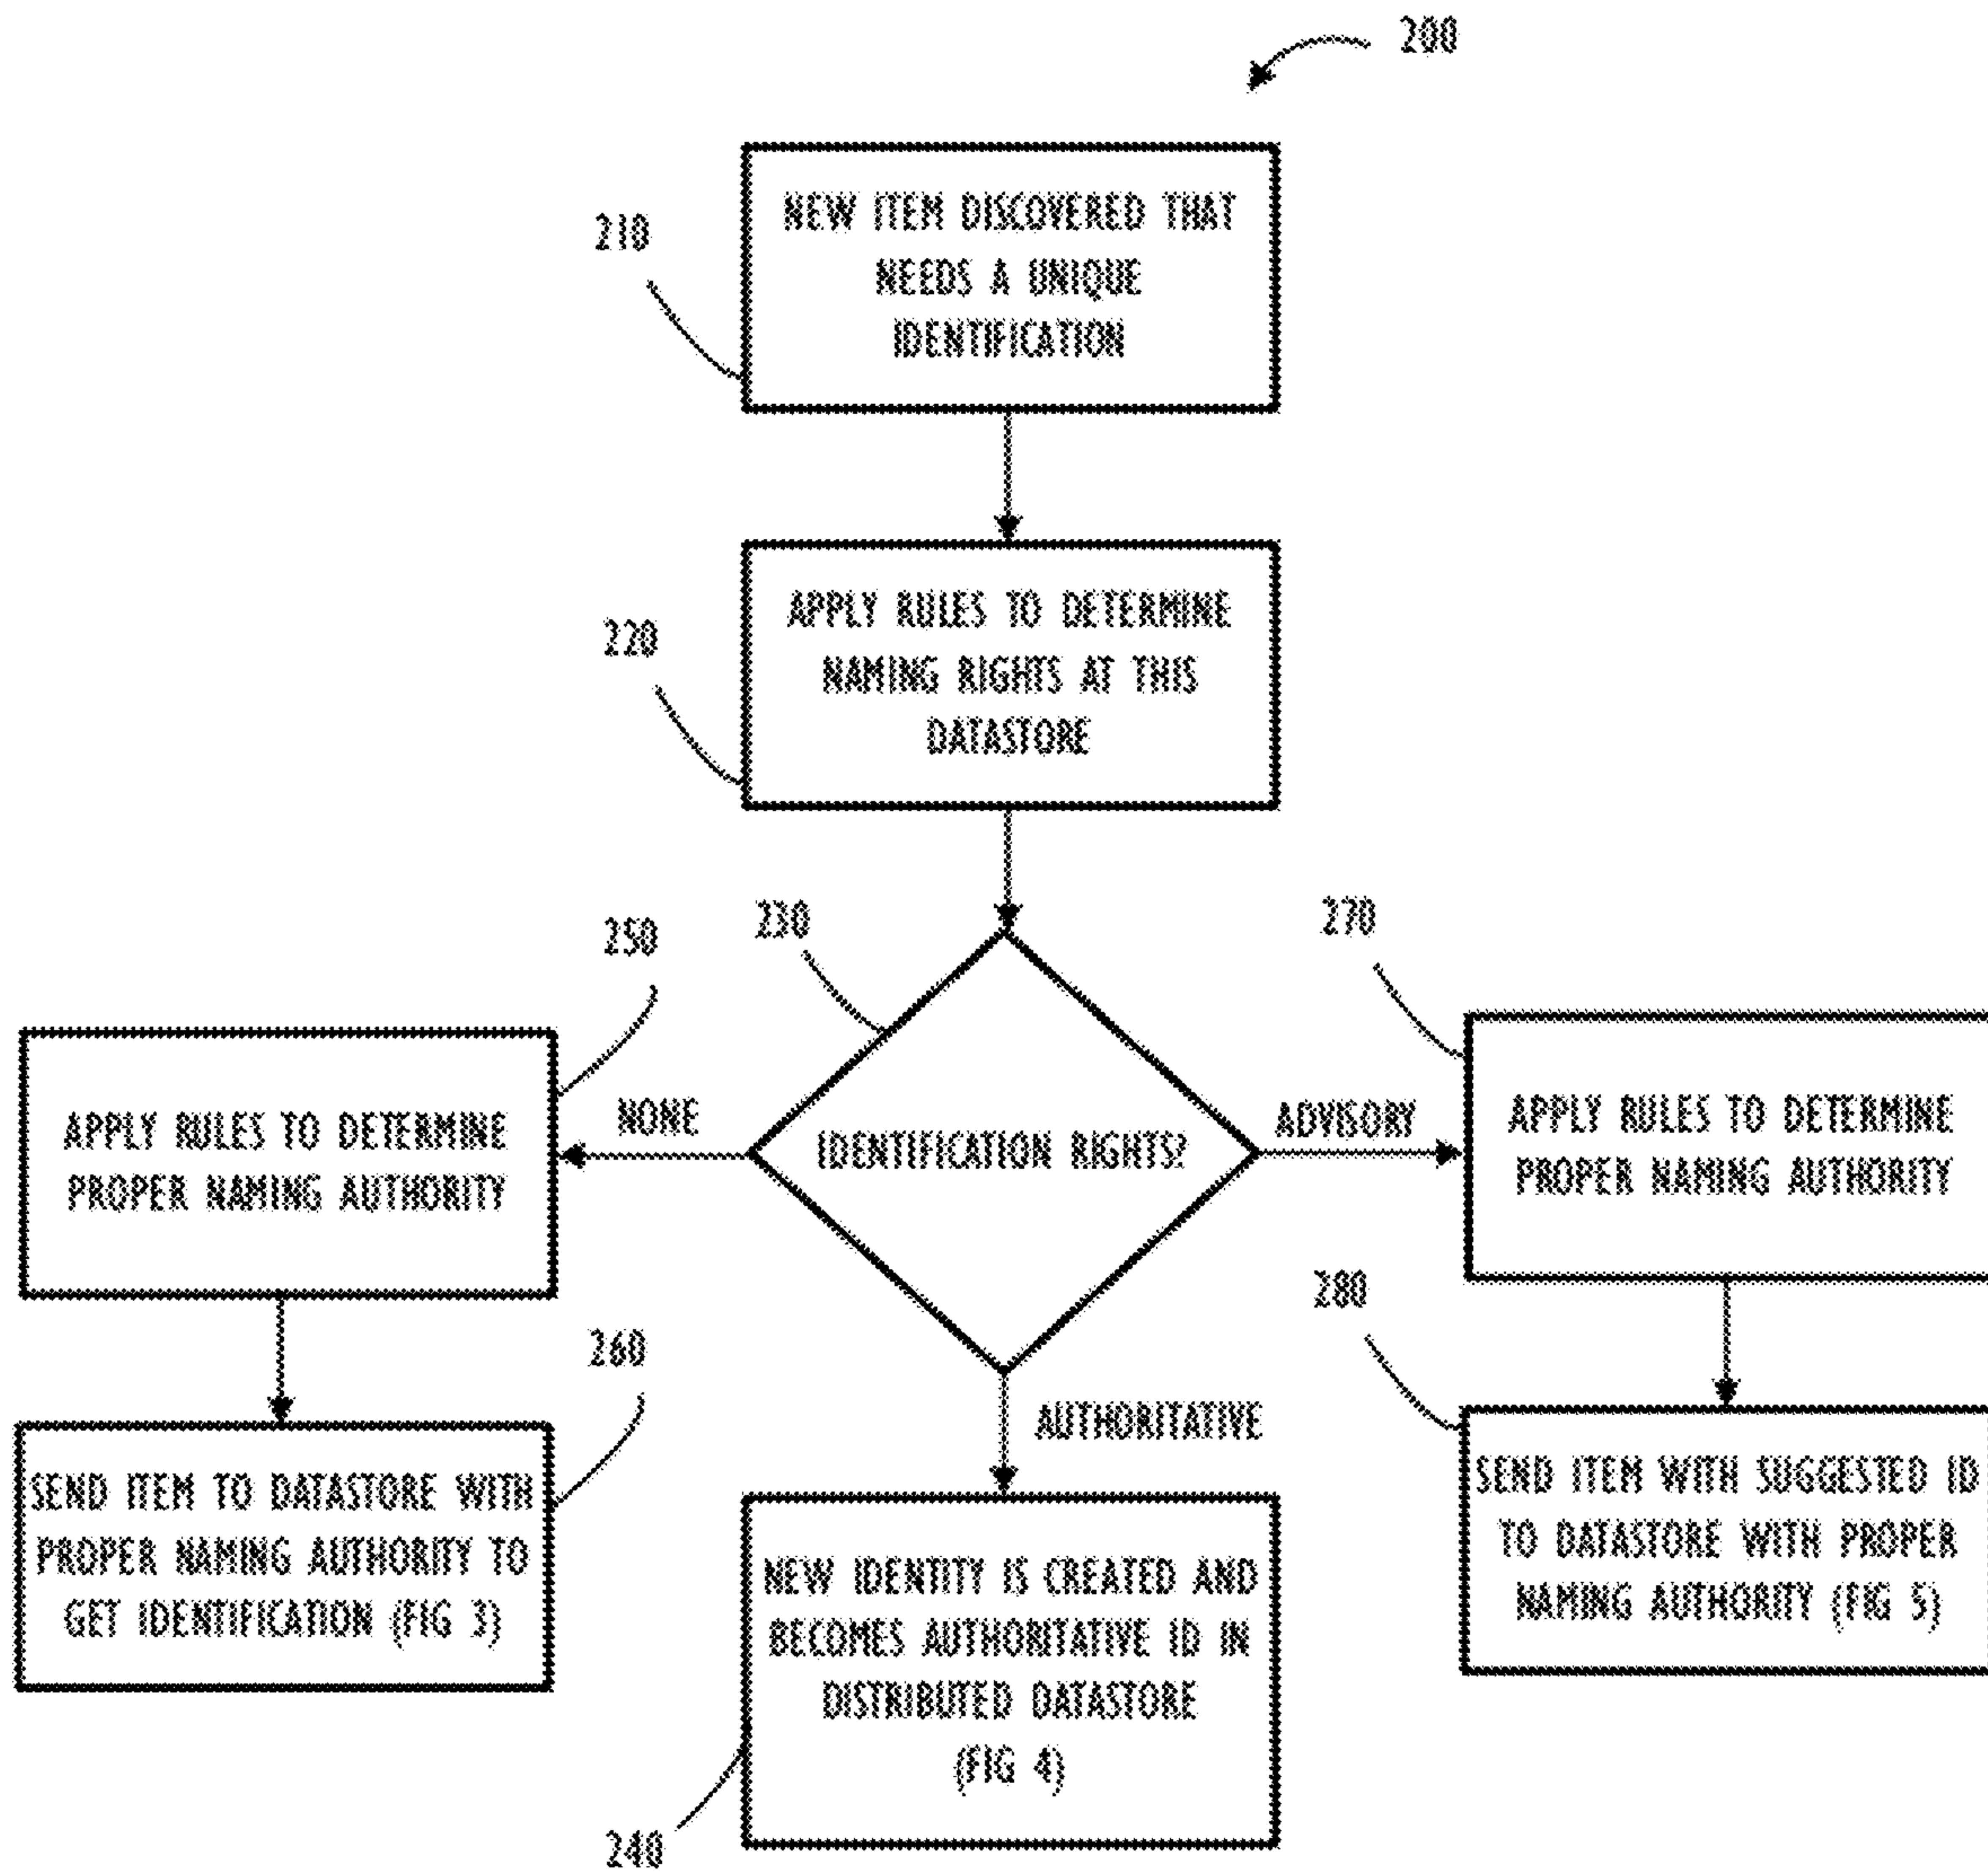 200
210
NEW ITEM DISCOVERED THAT
NEEDS A UNIQUE
IDENTIFICATION
220
APPLY RULES TO DETERMINE
NAMING RIGHTS AT THIS
DATASTORE
230
IDENTIFICATION RIGHTS?
250
NONE
APPLY RULES TO DETERMINE
PROPER NAMING AUTHORITY
270
ADVISORY
APPLY RULES TO DETERMINE
PROPER NAMING AUTHORITY
260
SEND ITEM TO DATASTORE WITH
PROPER NAMING AUTHORITY TO
GET IDENTIFICATION (FIG 3)
AUTHORITATIVE
240
NEW IDENTITY IS CREATED AND
BECOMES AUTHORITATIVE ID IN
DISTRIBUTED DATASTORE
(FIG 4)
280
SEND ITEM WITH SUGGESTED ID
TO DATASTORE WITH PROPER
NAMING AUTHORITY (FIG 5)